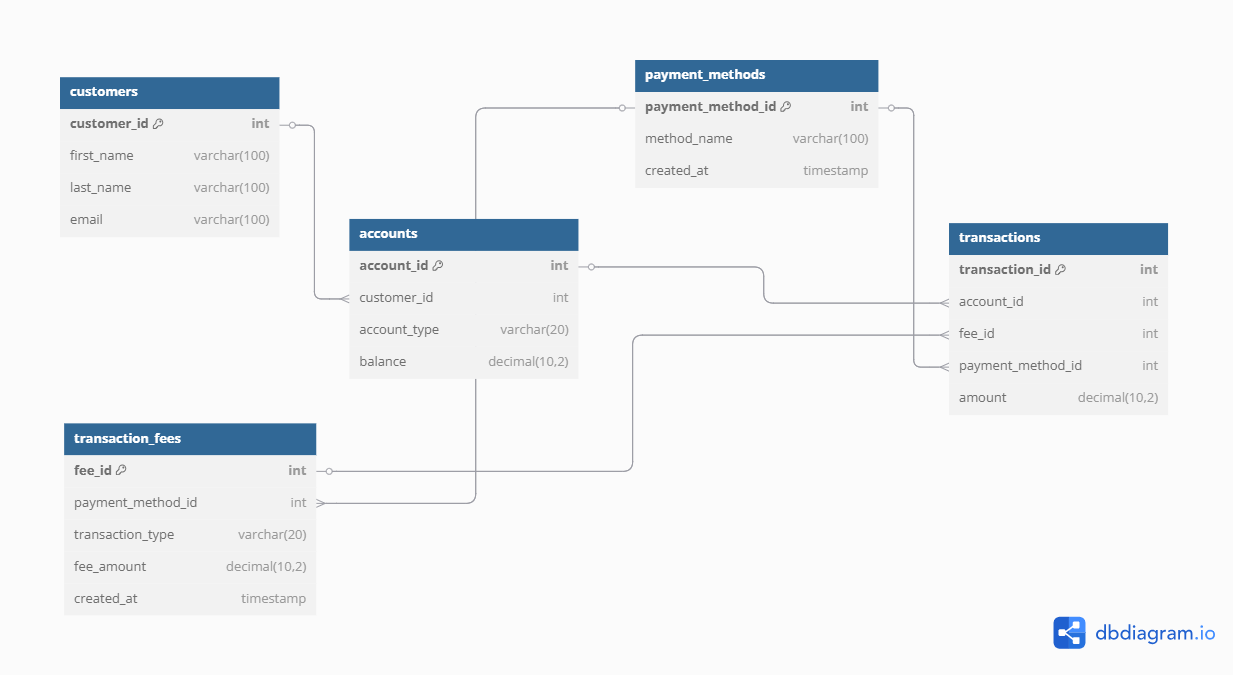 customers
customer_id int
first_name varchar(100)
last_name varchar(100)
email varchar(100)
payment_methods
payment_method_id int
method_name varchar(100)
created_at timestamp
accounts
account_id int
customer_id int
account_type varchar(20)
balance decimal(10,2)
transactions
transaction_id int
account_id int
fee_id int
payment_method_id int
amount decimal(10,2)
transaction_fees
fee_id int
payment_method_id int
transaction_type varchar(20)
fee_amount decimal(10,2)
created_at timestamp
dbdiagram.io